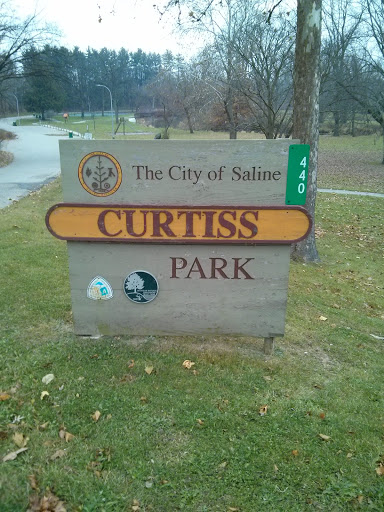 The City of Saline
440
CURTISS
PARK